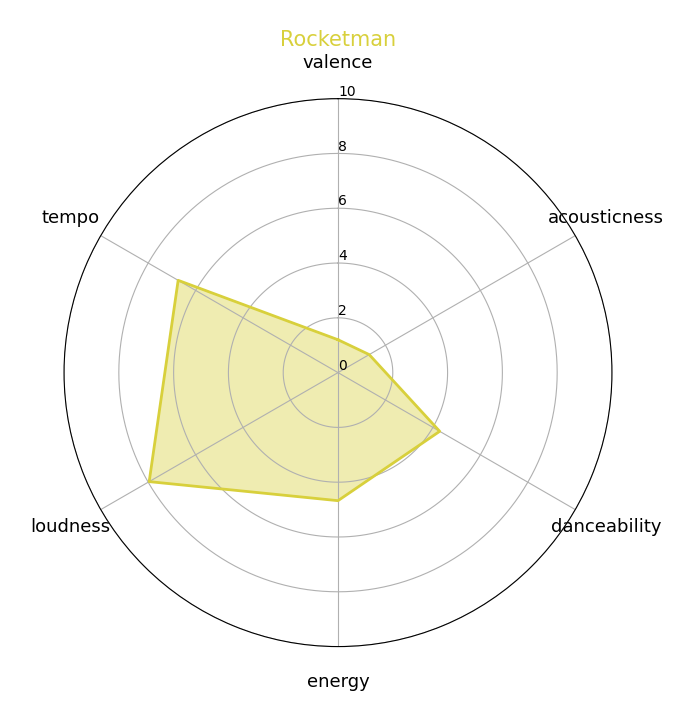 Rocketman
valence
10
8
tempo
6
acousticness
4
2
0
loudness
danceability
energy